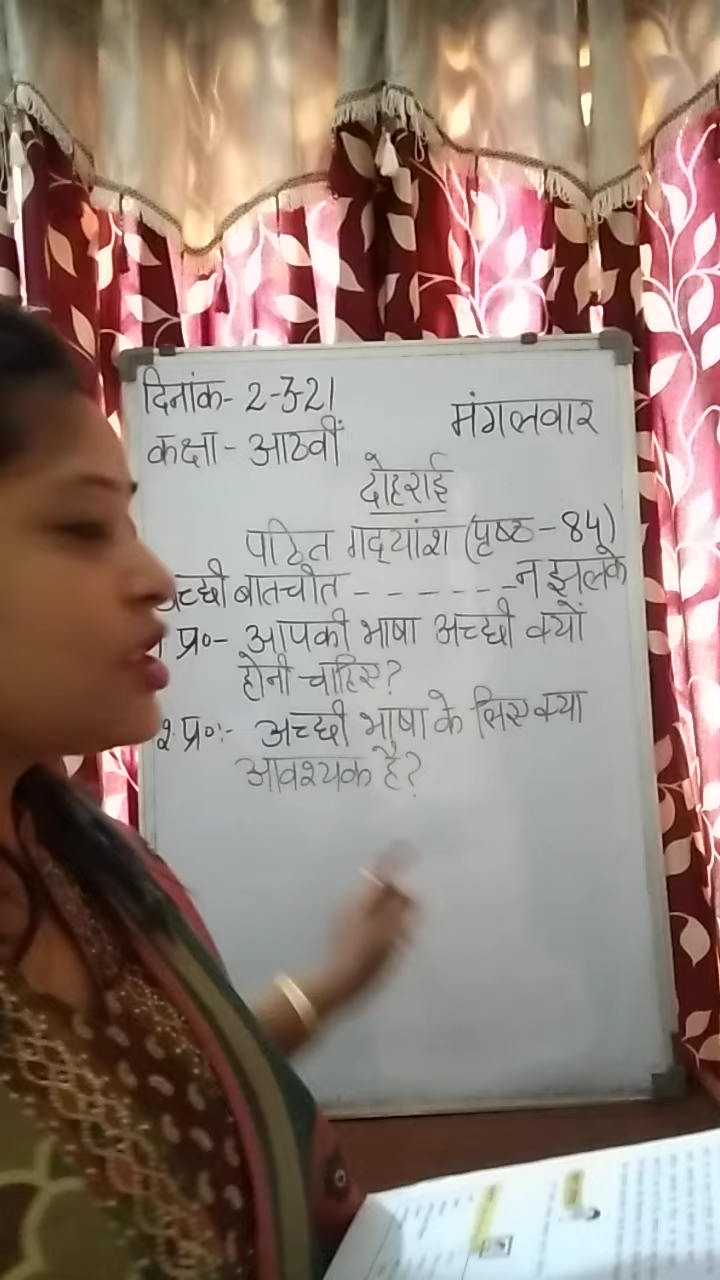 दिनांक- 2-3-21
मंगलवार
कक्षा - आठवीं
दोहराई
पठित गद्यांश (पृष्ठ - 84)
अच्छी बातचीत - - - - - - - न झलके
प्र०- आपकी भाषा अच्छी क्यों
होनी चाहिए?
२ प्र०:- अच्छी भाषा के लिए क्या
आवश्यक है?